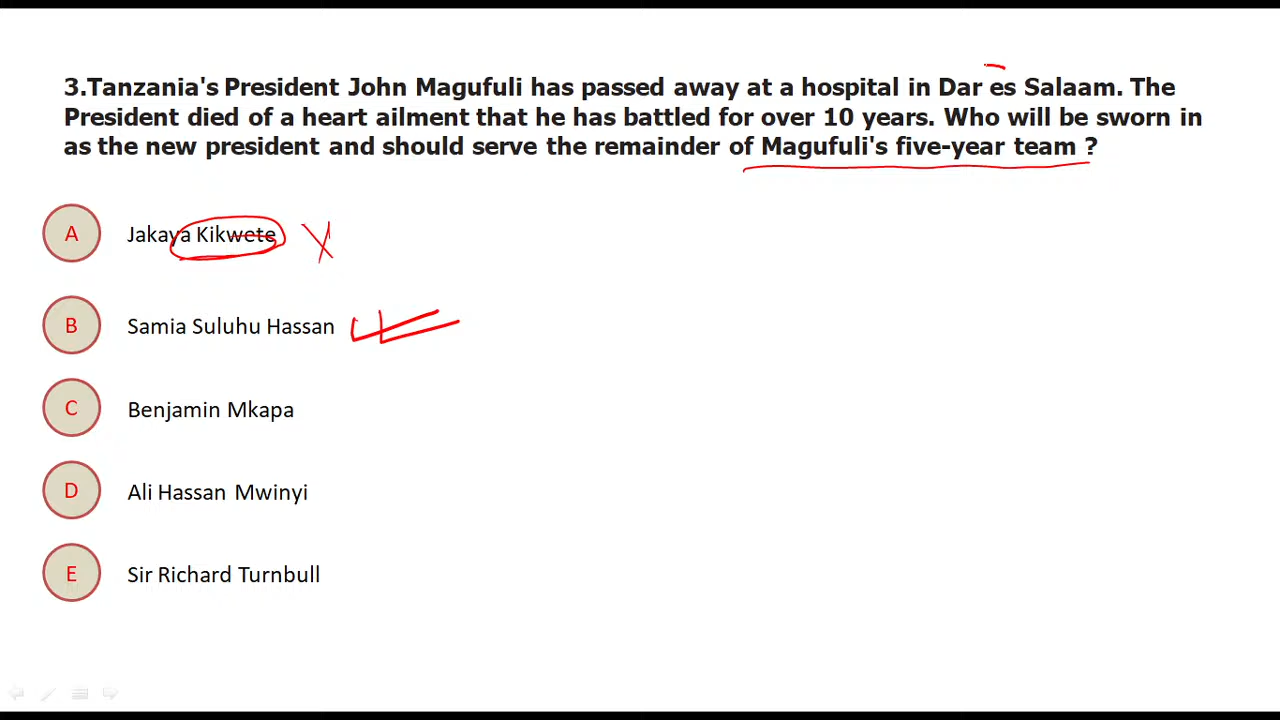 3.Tanzania's President John Magufuli has passed away at a hospital in Dar es Salaam. The
President died of a heart ailment that he has battled for over 10 years. Who will be sworn in
as the new president and should serve the remainder of Magufuli's five-year team ?
A Jakaya Kikwete
B Samia Suluhu Hassan
C Benjamin Mkapa
D Ali Hassan Mwinyi
E Sir Richard Turnbull